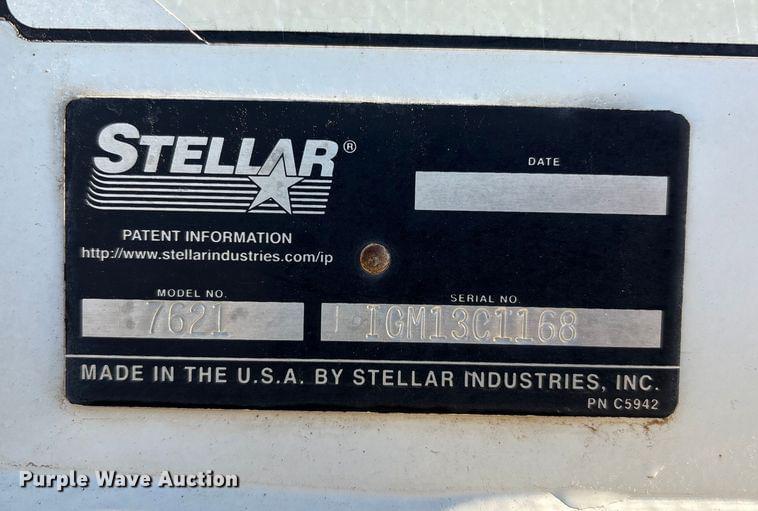 STELLAR®
DATE
PATENT INFORMATION
http://www.stellarindustries.com/ip
MODEL NO.
SERIAL NO.
7621
IGM13C1168
MADE IN THE U.S.A. BY STELLAR INDUSTRIES, INC.
PN C5942
Purple Wave Auction